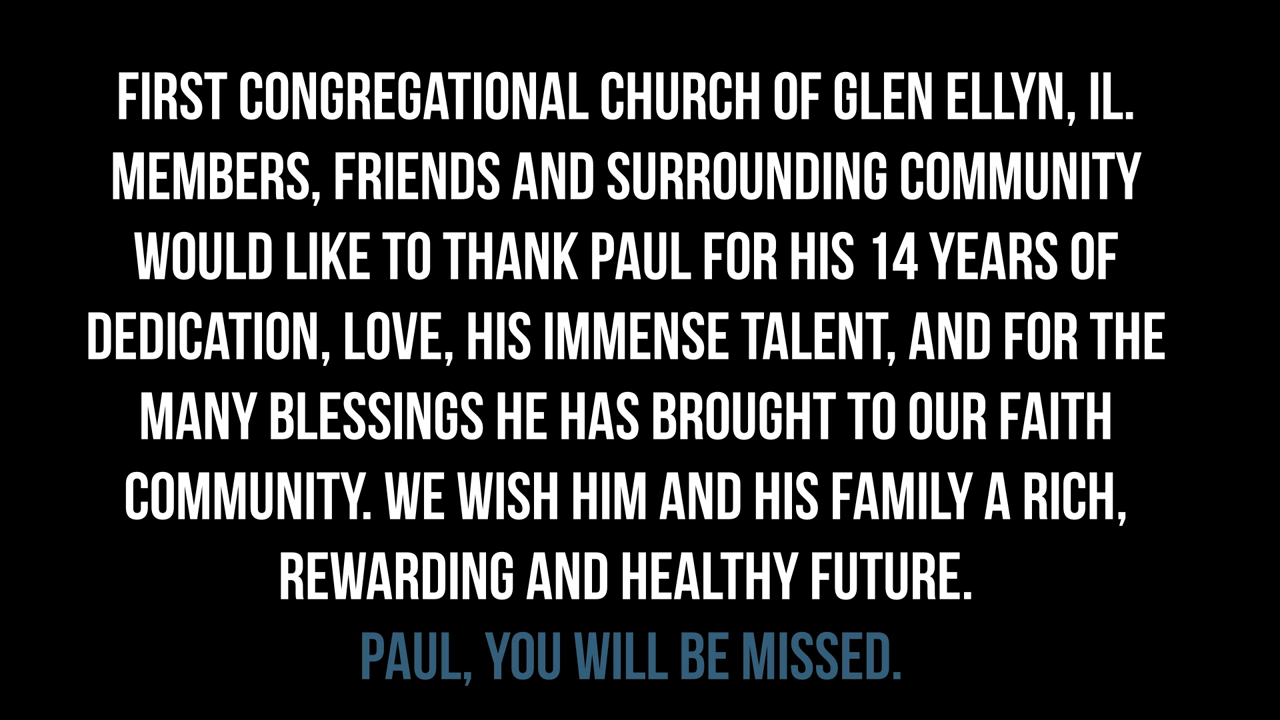 FIRST CONGREGATIONAL CHURCH OF GLEN ELLYN, IL.
MEMBERS, FRIENDS AND SURROUNDING COMMUNITY
WOULD LIKE TO THANK PAUL FOR HIS 14 YEARS OF
DEDICATION, LOVE, HIS IMMENSE TALENT, AND FOR THE
MANY BLESSINGS HE HAS BROUGHT TO OUR FAITH
COMMUNITY. WE WISH HIM AND HIS FAMILY A RICH,
REWARDING AND HEALTHY FUTURE.
PAUL, YOU WILL BE MISSED.